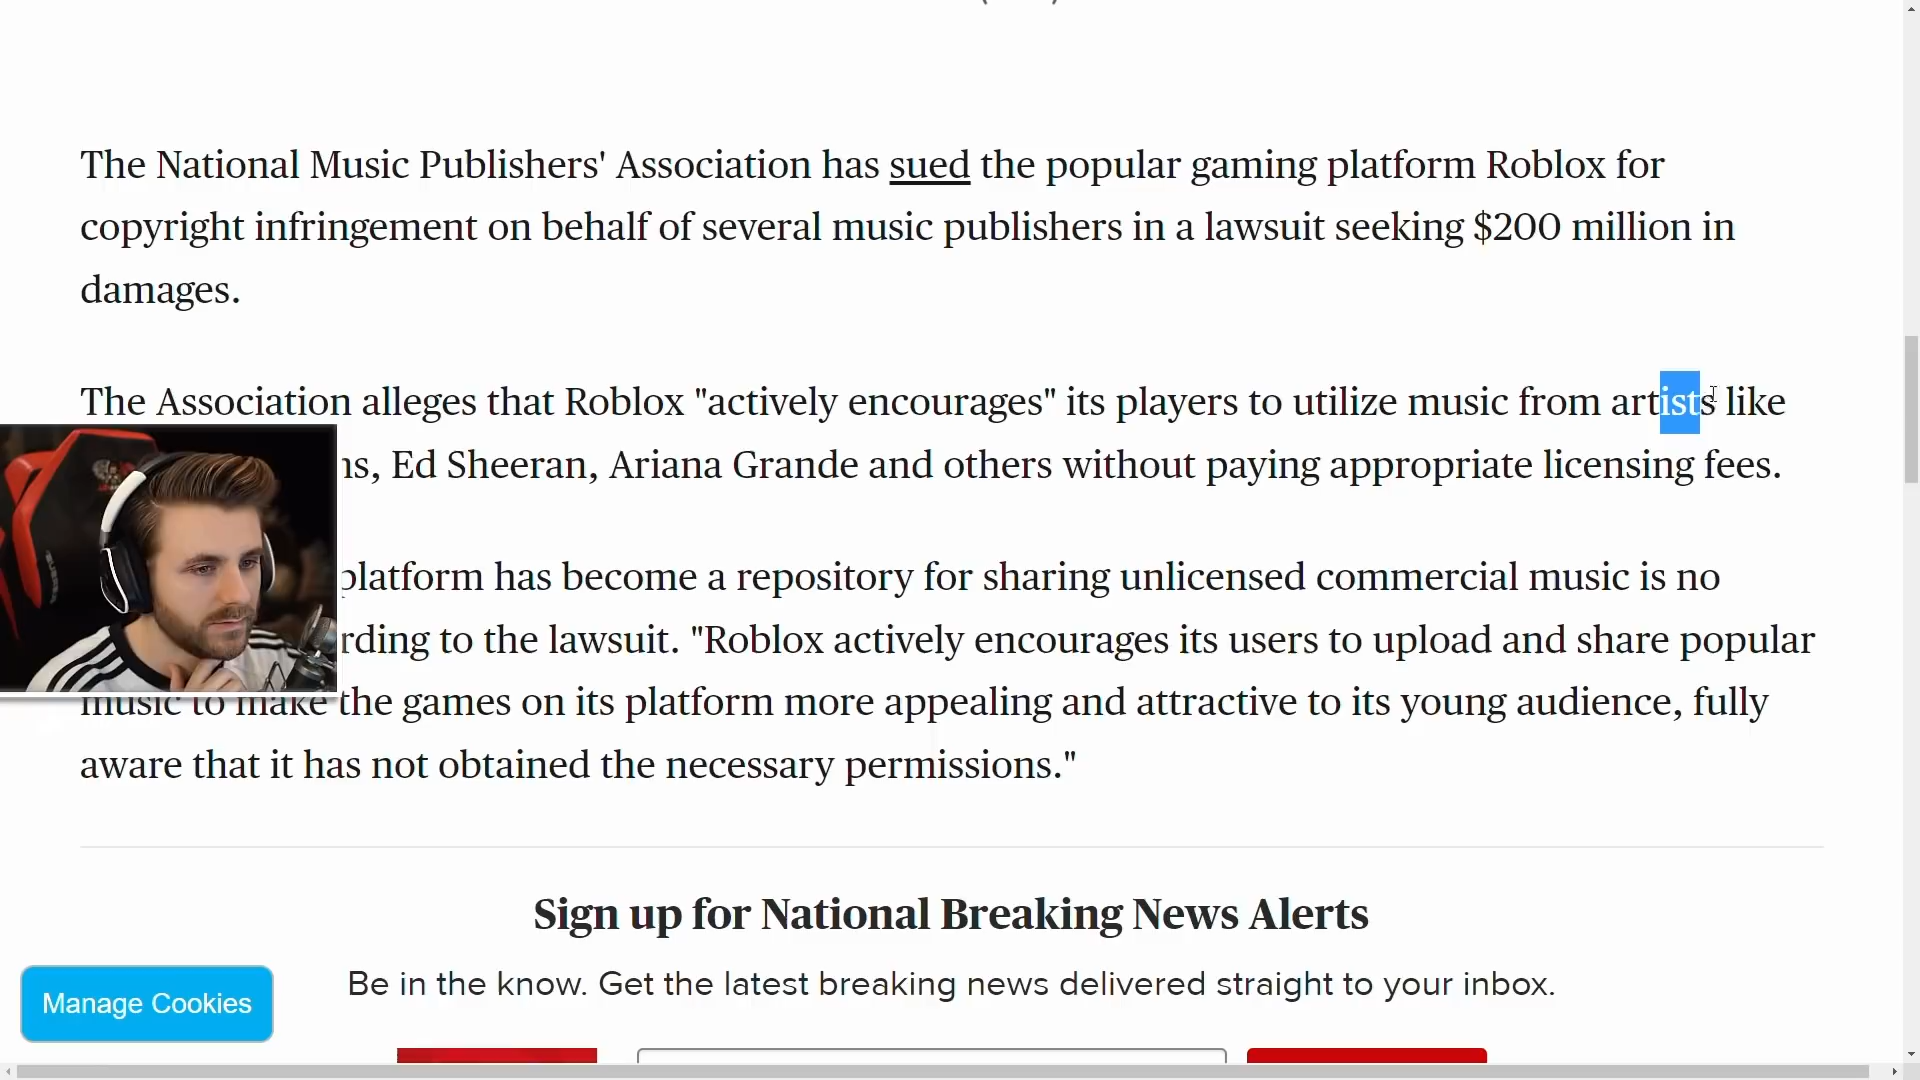 The National Music Publishers' Association has sued the popular gaming platform Roblox for
copyright infringement on behalf of several music publishers in a lawsuit seeking $200 million in
damages.
The Association alleges that Roblox "actively encourages" its players to utilize music from artists like
Ed Sheeran, Ariana Grande and others without paying appropriate licensing fees.
platform has become a repository for sharing unlicensed commercial music is no
to the lawsuit. "Roblox actively encourages its users to upload and share popular
music to make the games on its platform more appealing and attractive to its young audience, fully
aware that it has not obtained the necessary permissions."
Sign up for National Breaking News Alerts
Be in the know. Get the latest breaking news delivered straight to your inbox.
Manage Cookies